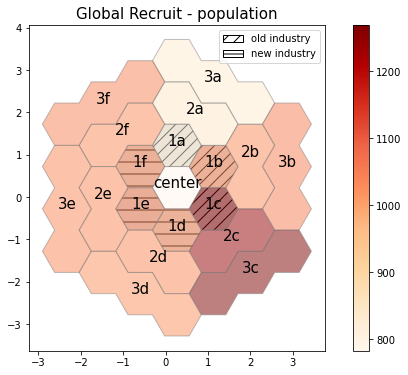 Global Recruit - population
old industry
new industry
3a
3f
2a
2f
1a
1f
1b
2b
3b
center
2e
3e
1e
1c
1d
2c
2d
3c
3d
4
3
2
1
0
−1
−2
−3
−3
−2
−1
0
1
2
3
1200
1100
1000
900
800